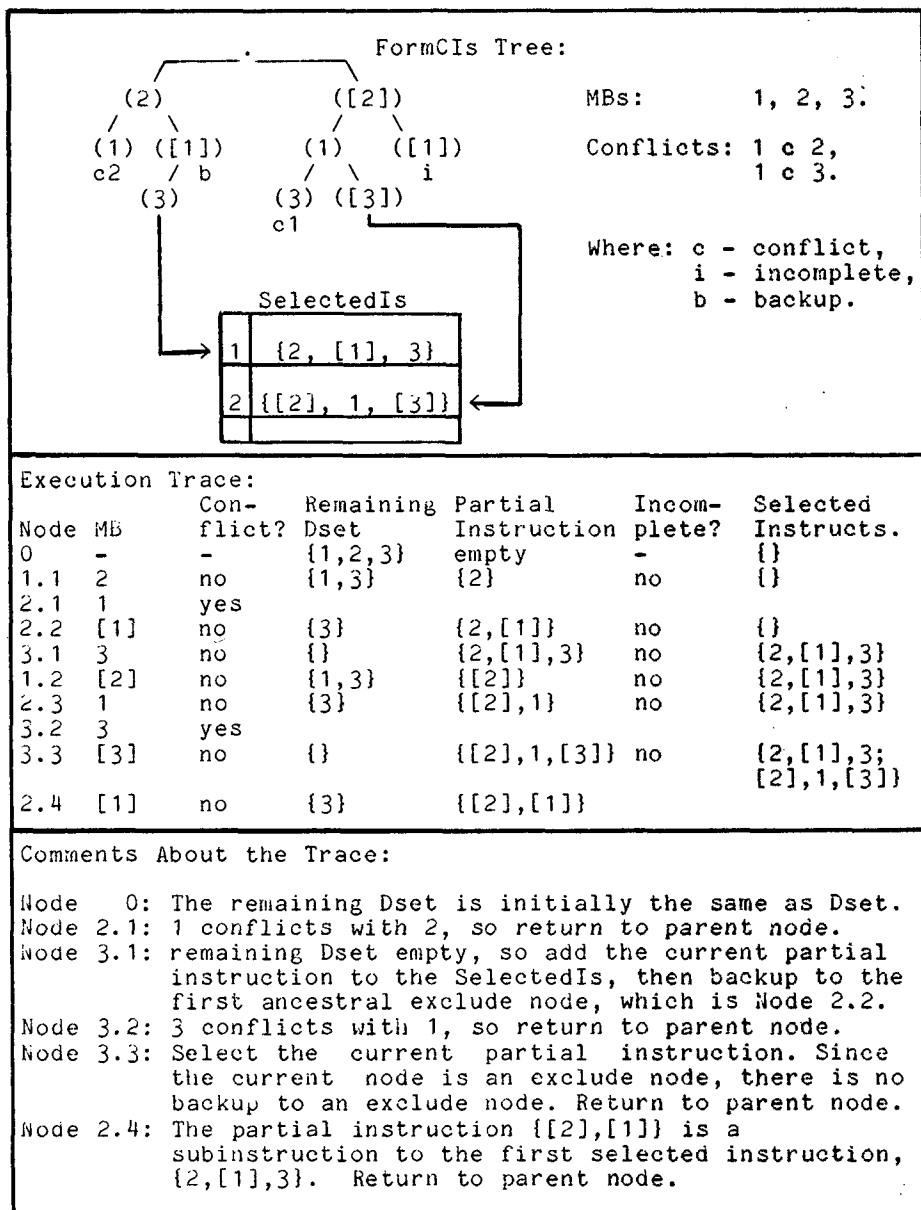 FormCIs Tree:
(2) ([2]) MBs: 1, 2, 3.
(1) ([1]) (1) ([1]) Conflicts: 1 c 2,
c2 b i 1 c 3.
(3) (3) ([3])
c1
Where: c - conflict,
i - incomplete,
b - backup.
SelectedIs
1 {2, [1], 3}
2 {[2], 1, [3]}
Execution Trace:
Con- Remaining Partial Incom- Selected
Node MB flict? Dset Instruction plete? Instructs.
0 - - {1,2,3} empty - {}
1.1 2 no {1,3} {2} no {}
2.1 1 yes
2.2 [1] no {3} {2,[1]} no {}
3.1 3 no {} {2,[1],3} no {2,[1],3}
1.2 [2] no {1,3} {[2]} no {2,[1],3}
2.3 1 no {3} {[2],1} no {2,[1],3}
3.2 3 yes
3.3 [3] no {} {[2],1,[3]} no {2,[1],3;
[2],1,[3]}
2.4 [1] no {3} {[2],[1]}
Comments About the Trace:
Node 0: The remaining Dset is initially the same as Dset.
Node 2.1: 1 conflicts with 2, so return to parent node.
Node 3.1: remaining Dset empty, so add the current partial
instruction to the SelectedIs, then backup to the
first ancestral exclude node, which is Node 2.2.
Node 3.2: 3 conflicts with 1, so return to parent node.
Node 3.3: Select the current partial instruction. Since
the current node is an exclude node, there is no
backup to an exclude node. Return to parent node.
Node 2.4: The partial instruction {[2],[1]} is a
subinstruction to the first selected instruction,
{2,[1],3}. Return to parent node.